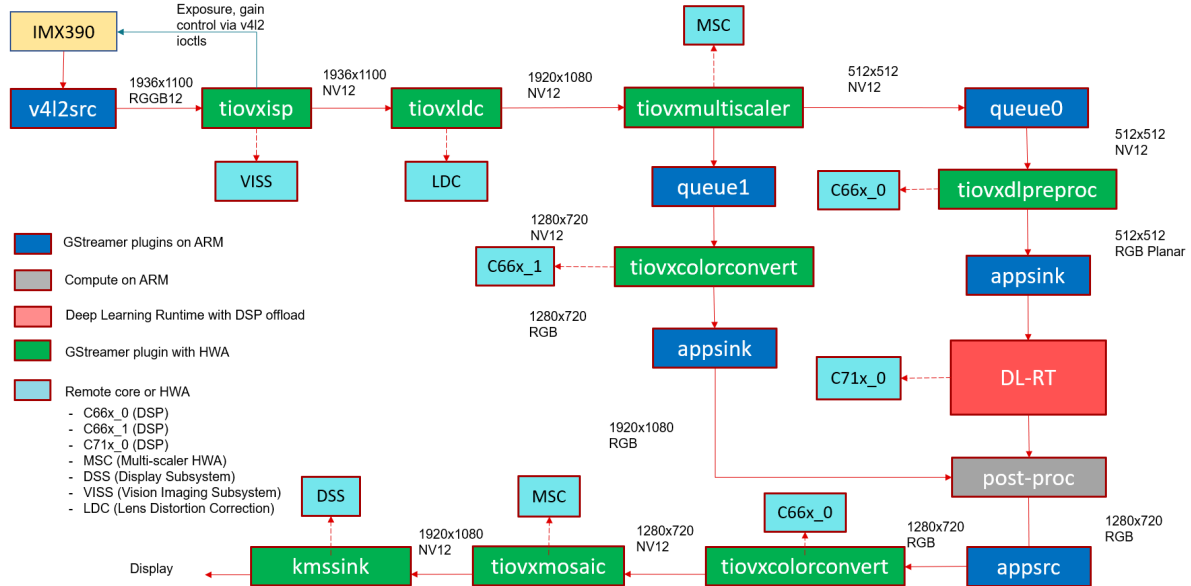 Exposure, gain
control via v4l2
ioctls
IMX390
MSC
1936x1100
RGGB12
1936x1100
NV12
1920x1080
NV12
512x512
NV12
v4l2src
tiovxisp
tiovxldc
tiovxmultiscaler
queue0
512x512
NV12
VISS
LDC
queue1
C66x_0
tiovxdlpreproc
1280x720
NV12
512x512
RGB Planar
GStreamer plugins on ARM
C66x_1
tiovxcolorconvert
appsink
Compute on ARM
1280x720
RGB
Deep Learning Runtime with DSP offload
appsink
GStreamer plugin with HWA
C71x_0
DL-RT
Remote core or HWA
- C66x_0 (DSP)
- C66x_1 (DSP)
- C71x_0 (DSP)
- MSC (Multi-scaler HWA)
- DSS (Display Subsystem)
- VISS (Vision Imaging Subsystem)
- LDC (Lens Distortion Correction)
1920x1080
RGB
post-proc
DSS
MSC
C66x_0
1920x1080
NV12
1280x720
NV12
1280x720
RGB
1280x720
RGB
Display
kmssink
tiovxmosaic
tiovxcolorconvert
appsrc